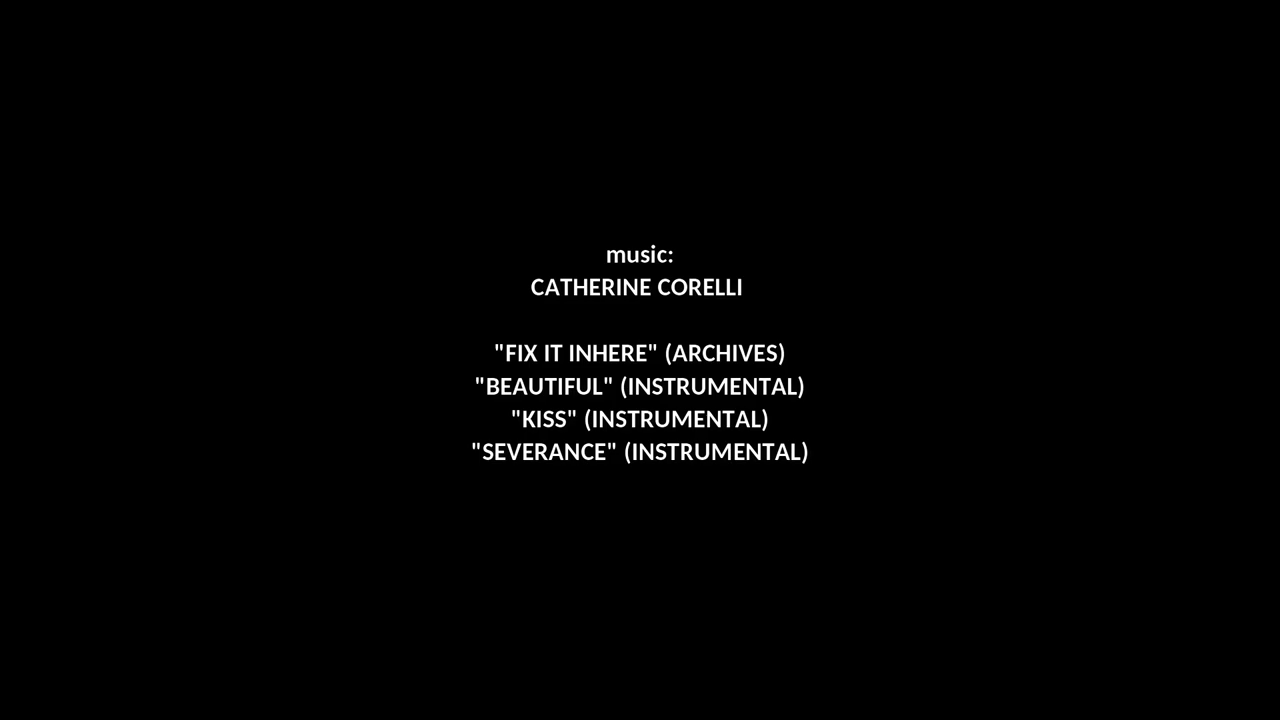 music:
CATHERINE CORELLI
"FIX IT INHERE" (ARCHIVES)
"BEAUTIFUL" (INSTRUMENTAL)
"KISS" (INSTRUMENTAL)
"SEVERANCE" (INSTRUMENTAL)